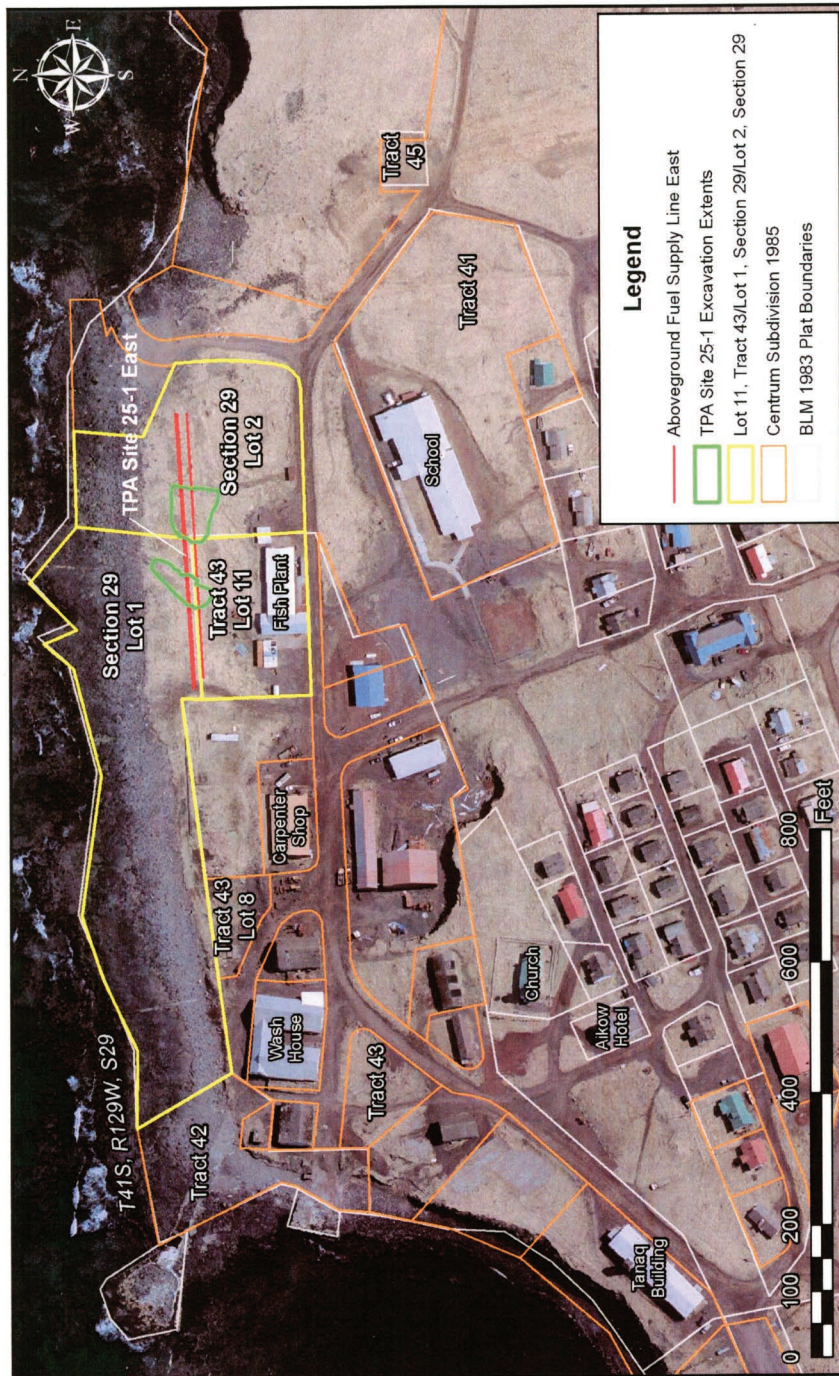 N
E
S
W
T41S, R129W, S29
Tract 42
Section 29
Lot 1
TPA Site 25-1 East
Section 29
Lot 2
Tract 43
Lot 11
Fish Plant
Tract 43
Lot 8
Carpenter
Shop
Wash
House
Tract 43
Tract
45
Tract 41
School
Church
Aikow
Hotel
Tanaq
Building
0
100
200
400
600
800
Feet
Legend
Aboveground Fuel Supply Line East
TPA Site 25-1 Excavation Extents
Lot 11, Tract 43/Lot 1, Section 29/Lot 2, Section 29
Centrum Subdivision 1985
BLM 1983 Plat Boundaries